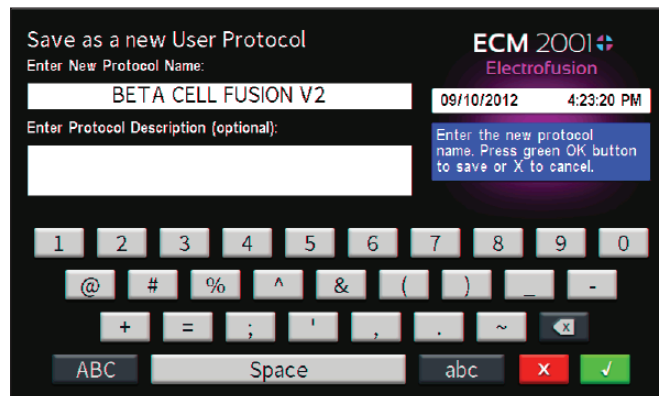 Save as a new User Protocol
Enter New Protocol Name:
BETA CELL FUSION V2
Enter Protocol Description (optional):
ECM 2001
Electrofusion
09/10/2012 4:23:20 PM
Enter the new protocol
name. Press green OK button
to save or X to cancel.
1 2 3 4 5 6 7 8 9 0
@ # % ^ & ( ) _ -
+ = ; ' , . ~ x
ABC Space abc X √